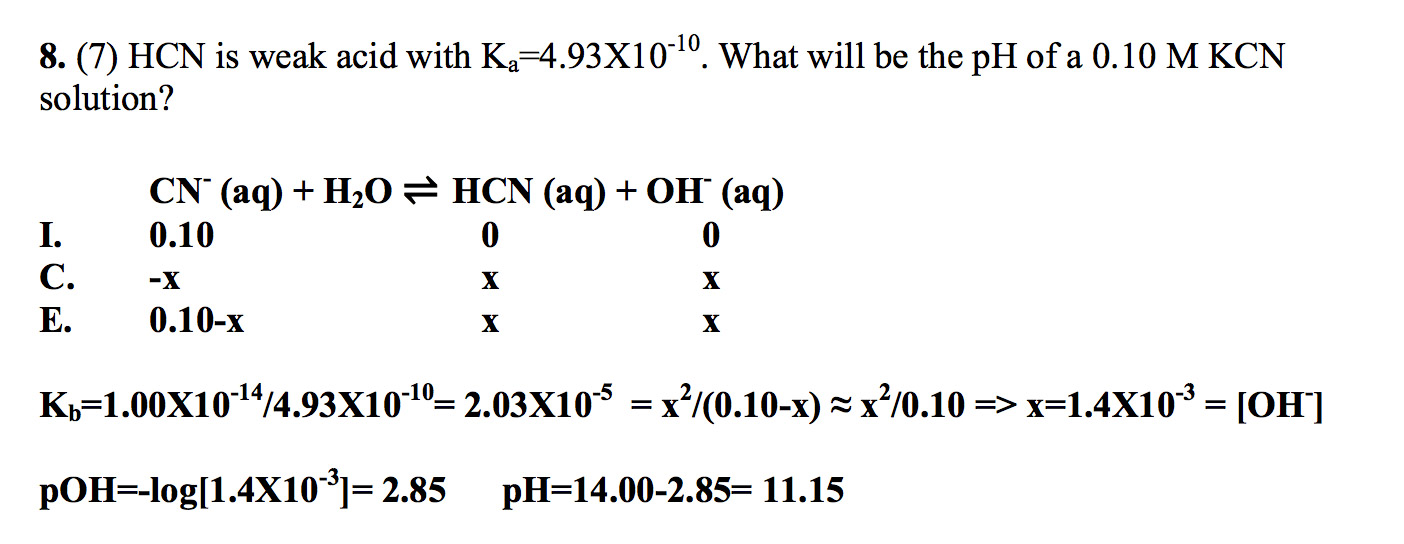 8. (7) HCN is weak acid with Kₐ=4.93X10⁻¹⁰. What will be the pH of a 0.10 M KCN
solution?
CN⁻ (aq) + H₂O ⇌ HCN (aq) + OH⁻ (aq)
I. 0.10 0 0
C. -x x x
E. 0.10-x x x
K_b=1.00X10⁻¹⁴/4.93X10⁻¹⁰= 2.03X10⁻⁵ = x²/(0.10-x) ≈ x²/0.10 => x=1.4X10⁻³ = [OH⁻]
pOH=-log[1.4X10⁻³]= 2.85 pH=14.00-2.85= 11.15